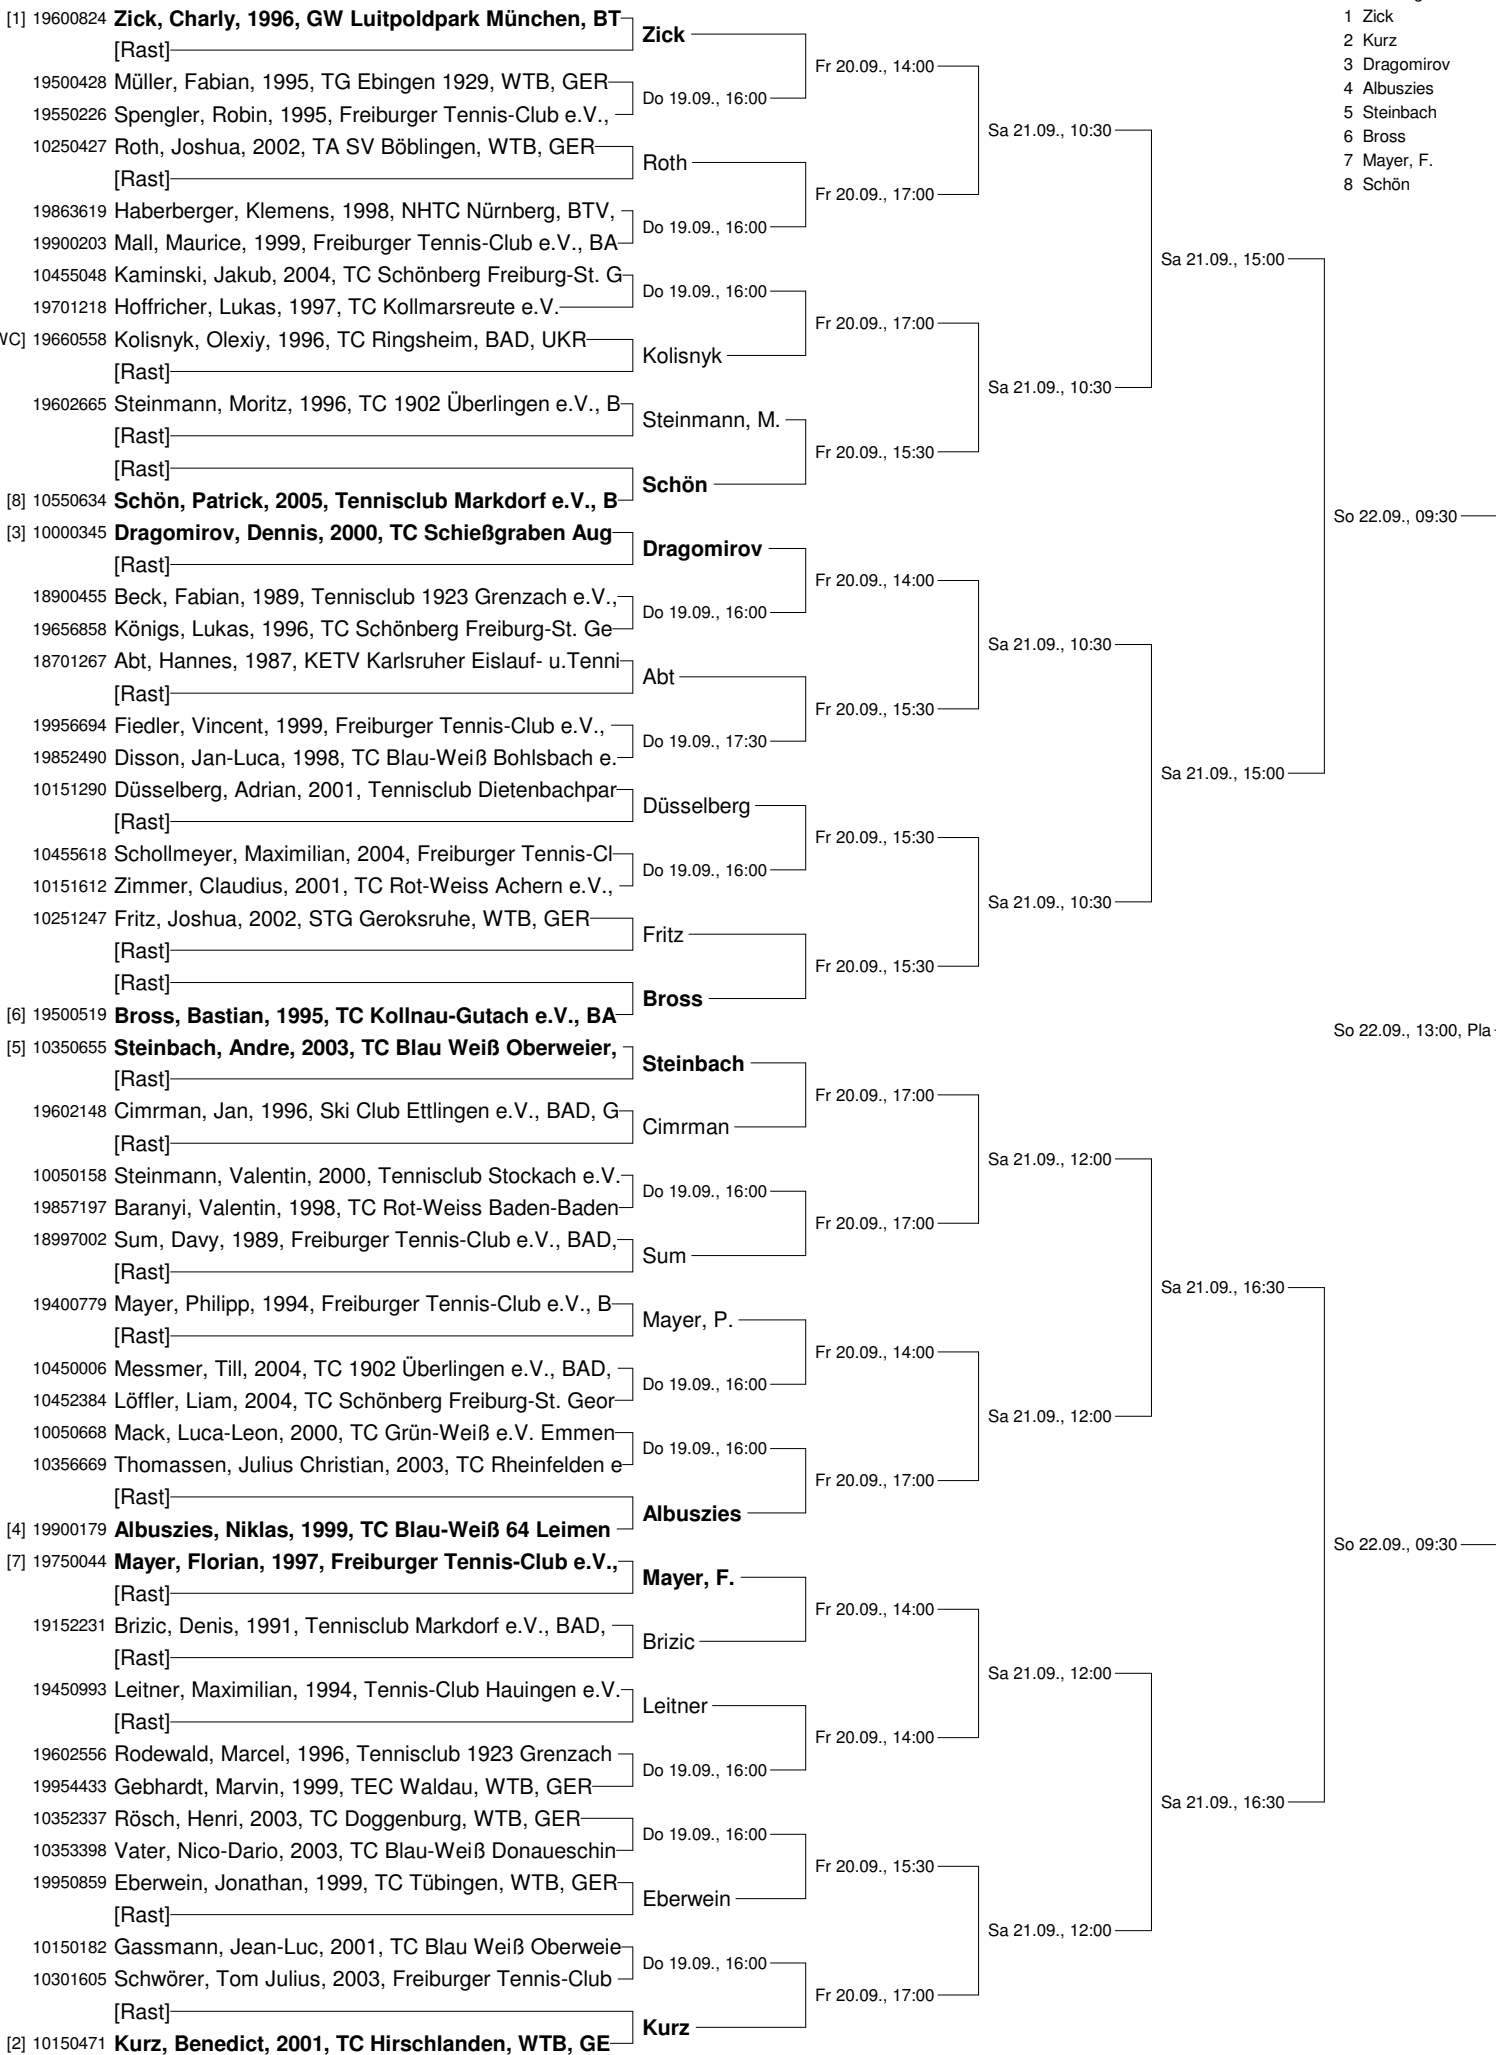 [1] 19600824 Zick, Charly, 1996, GW Luitpoldpark München, BT
[Rast]
19500428 Müller, Fabian, 1995, TG Ebingen 1929, WTB, GER
19550226 Spengler, Robin, 1995, Freiburger Tennis-Club e.V.,
10250427 Roth, Joshua, 2002, TA SV Böblingen, WTB, GER
[Rast]
19863619 Haberberger, Klemens, 1998, NHTC Nürnberg, BTV,
19900203 Mall, Maurice, 1999, Freiburger Tennis-Club e.V., BA
10455048 Kaminski, Jakub, 2004, TC Schönberg Freiburg-St. G
19701218 Hoffricher, Lukas, 1997, TC Kollmarsreute e.V.
WC] 19660558 Kolisnyk, Olexiy, 1996, TC Ringsheim, BAD, UKR
[Rast]
19602665 Steinmann, Moritz, 1996, TC 1902 Überlingen e.V., B
[Rast]
[Rast]
[8] 10550634 Schön, Patrick, 2005, Tennisclub Markdorf e.V., B
[3] 10000345 Dragomirov, Dennis, 2000, TC Schießgraben Aug
[Rast]
18900455 Beck, Fabian, 1989, Tennisclub 1923 Grenzach e.V.,
19656858 Königs, Lukas, 1996, TC Schönberg Freiburg-St. Ge
18701267 Abt, Hannes, 1987, KETV Karlsruher Eislauf- u.Tenni
[Rast]
19956694 Fiedler, Vincent, 1999, Freiburger Tennis-Club e.V.,
19852490 Disson, Jan-Luca, 1998, TC Blau-Weiß Bohlsbach e.
10151290 Düsselberg, Adrian, 2001, Tennisclub Dietenbachpar
[Rast]
10455618 Schollmeyer, Maximilian, 2004, Freiburger Tennis-Cl
10151612 Zimmer, Claudius, 2001, TC Rot-Weiss Achern e.V.,
10251247 Fritz, Joshua, 2002, STG Geroksruhe, WTB, GER
[Rast]
[Rast]
[6] 19500519 Bross, Bastian, 1995, TC Kollnau-Gutach e.V., BA
[5] 10350655 Steinbach, Andre, 2003, TC Blau Weiß Oberweier,
[Rast]
19602148 Cimrman, Jan, 1996, Ski Club Ettlingen e.V., BAD, G
[Rast]
10050158 Steinmann, Valentin, 2000, Tennisclub Stockach e.V.
19857197 Baranyi, Valentin, 1998, TC Rot-Weiss Baden-Baden
18997002 Sum, Davy, 1989, Freiburger Tennis-Club e.V., BAD,
[Rast]
19400779 Mayer, Philipp, 1994, Freiburger Tennis-Club e.V., B
[Rast]
10450006 Messmer, Till, 2004, TC 1902 Überlingen e.V., BAD,
10452384 Löffler, Liam, 2004, TC Schönberg Freiburg-St. Geor
10050668 Mack, Luca-Leon, 2000, TC Grün-Weiß e.V. Emmen
10356669 Thomassen, Julius Christian, 2003, TC Rheinfelden e
[Rast]
[4] 19900179 Albuszies, Niklas, 1999, TC Blau-Weiß 64 Leimen
[7] 19750044 Mayer, Florian, 1997, Freiburger Tennis-Club e.V.,
[Rast]
19152231 Brizic, Denis, 1991, Tennisclub Markdorf e.V., BAD,
[Rast]
19450993 Leitner, Maximilian, 1994, Tennis-Club Hauingen e.V.
[Rast]
19602556 Rodewald, Marcel, 1996, Tennisclub 1923 Grenzach
19954433 Gebhardt, Marvin, 1999, TEC Waldau, WTB, GER
10352337 Rösch, Henri, 2003, TC Doggenburg, WTB, GER
10353398 Vater, Nico-Dario, 2003, TC Blau-Weiß Donaueschin
19950859 Eberwein, Jonathan, 1999, TC Tübingen, WTB, GER
[Rast]
10150182 Gassmann, Jean-Luc, 2001, TC Blau Weiß Oberweie
10301605 Schwörer, Tom Julius, 2003, Freiburger Tennis-Club
[Rast]
[2] 10150471 Kurz, Benedict, 2001, TC Hirschlanden, WTB, GE
Zick
Do 19.09., 16:00
Roth
Do 19.09., 16:00
Do 19.09., 16:00
Kolisnyk
Steinmann, M.
Schön
Dragomirov
Do 19.09., 16:00
Abt
Do 19.09., 17:30
Düsselberg
Do 19.09., 16:00
Fritz
Bross
Steinbach
Cimrman
Do 19.09., 16:00
Sum
Mayer, P.
Do 19.09., 16:00
Do 19.09., 16:00
Albuszies
Mayer, F.
Brizic
Leitner
Do 19.09., 16:00
Do 19.09., 16:00
Eberwein
Do 19.09., 16:00
Kurz
Fr 20.09., 14:00
Fr 20.09., 17:00
Fr 20.09., 17:00
Fr 20.09., 15:30
Fr 20.09., 14:00
Fr 20.09., 15:30
Fr 20.09., 15:30
Fr 20.09., 15:30
Fr 20.09., 17:00
Fr 20.09., 17:00
Fr 20.09., 14:00
Fr 20.09., 17:00
Fr 20.09., 14:00
Fr 20.09., 14:00
Fr 20.09., 15:30
Fr 20.09., 17:00
Sa 21.09., 10:30
Sa 21.09., 10:30
Sa 21.09., 10:30
Sa 21.09., 10:30
Sa 21.09., 12:00
Sa 21.09., 12:00
Sa 21.09., 12:00
Sa 21.09., 12:00
Sa 21.09., 15:00
Sa 21.09., 15:00
Sa 21.09., 16:30
Sa 21.09., 16:30
1 Zick
2 Kurz
3 Dragomirov
4 Albuszies
5 Steinbach
6 Bross
7 Mayer, F.
8 Schön
So 22.09., 09:30
So 22.09., 13:00, Pla
So 22.09., 09:30